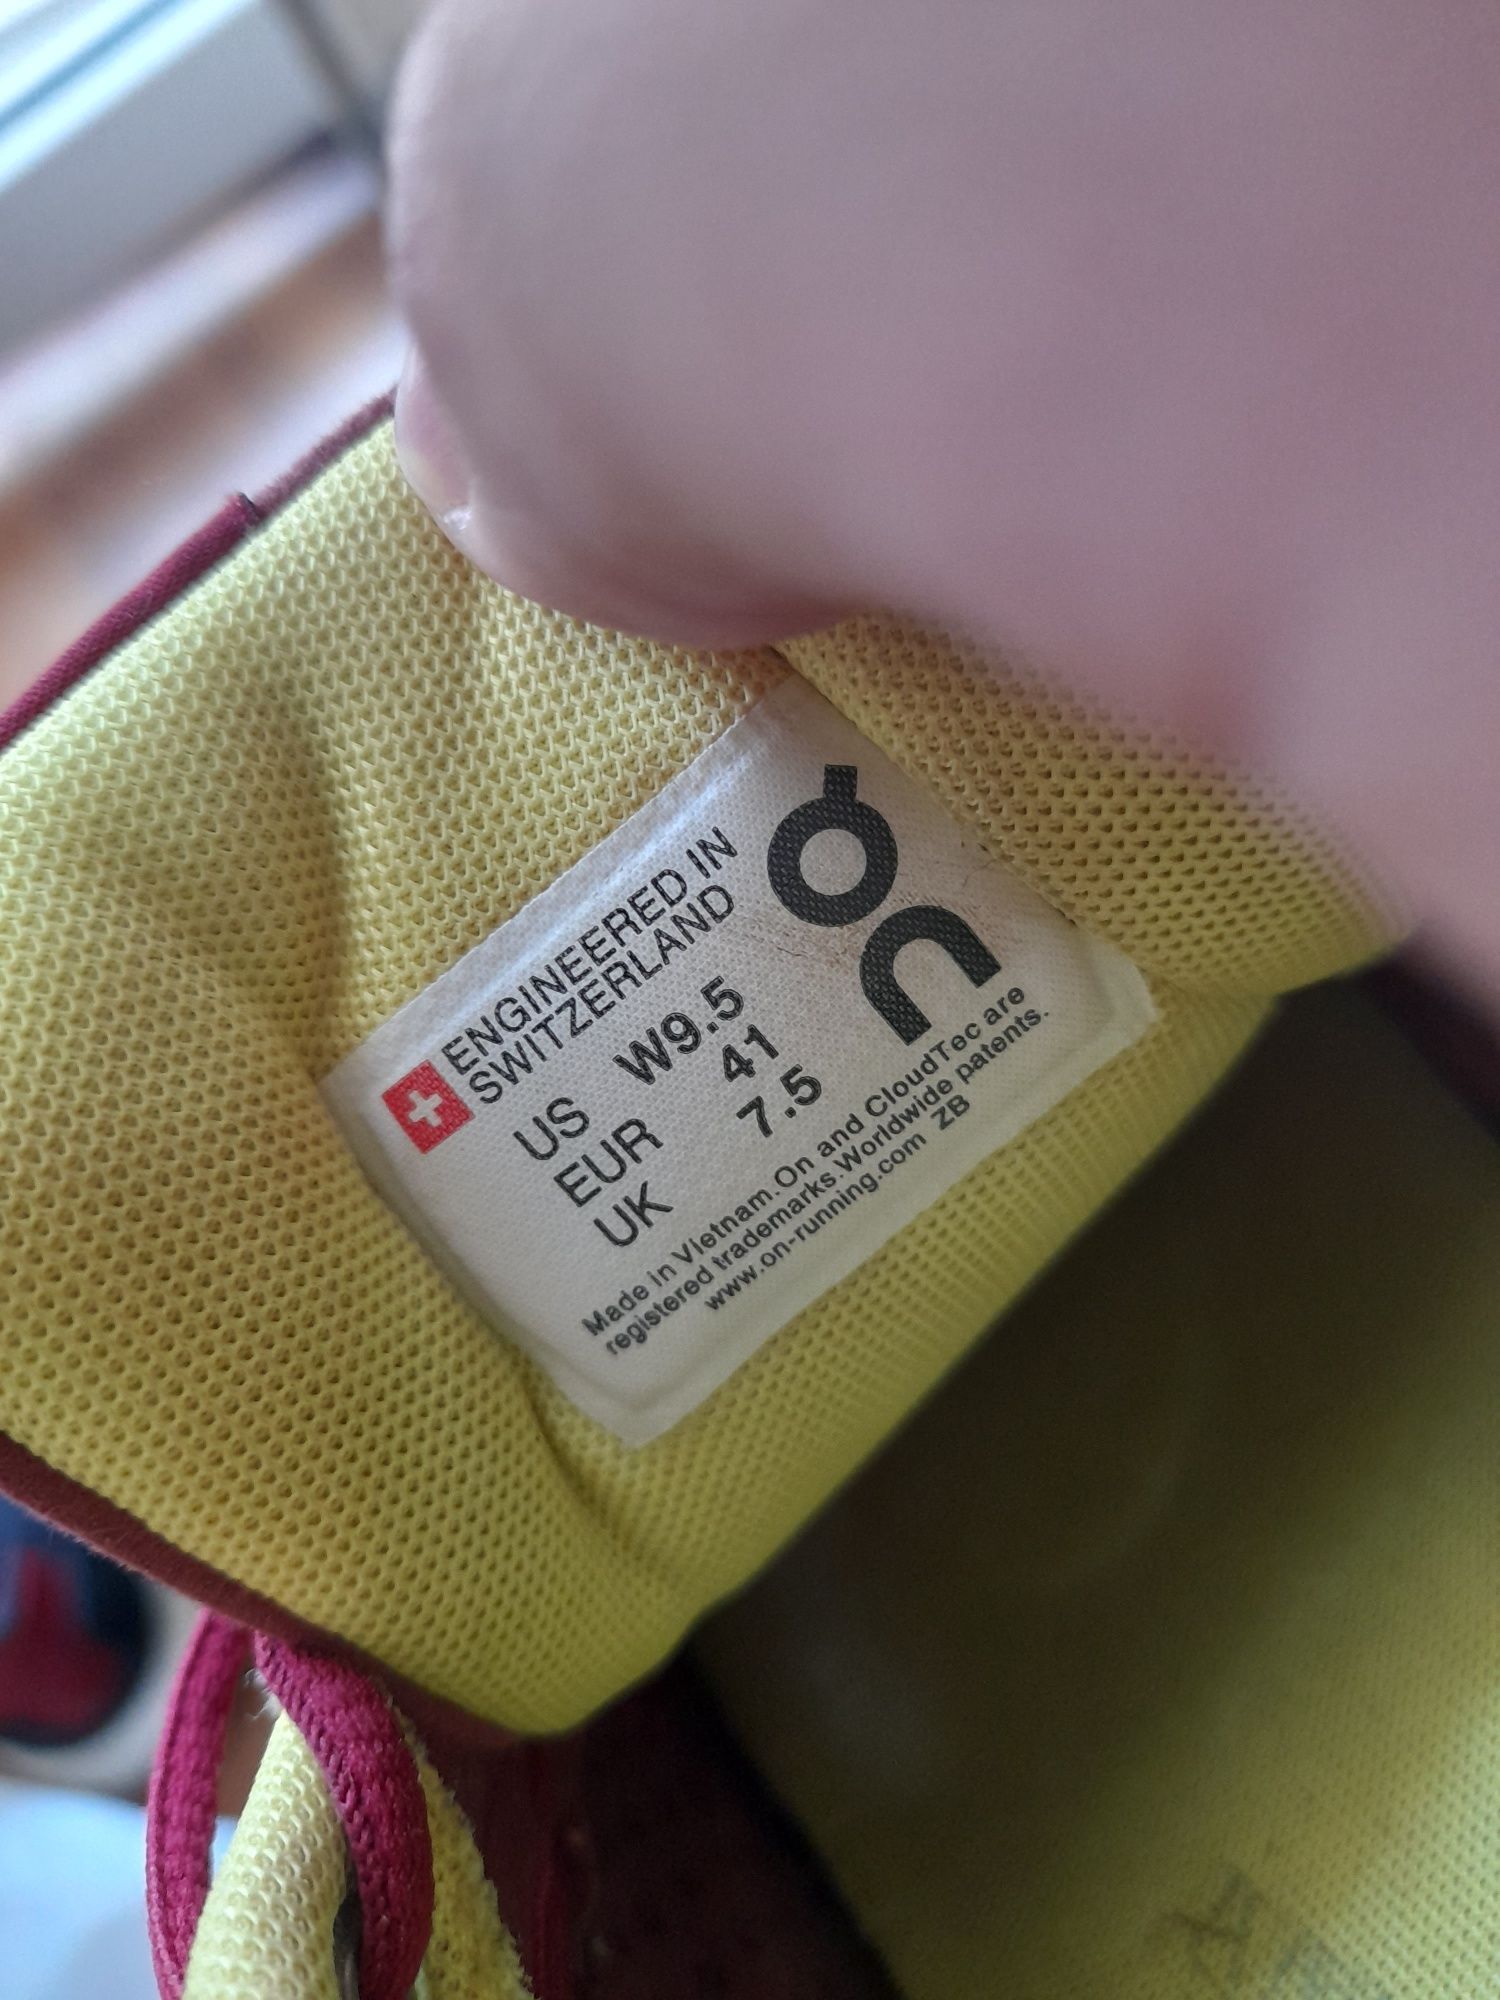 On
ENGINEERED IN
SWITZERLAND
US W9.5
EUR 41
UK 7.5
Made in Vietnam. On and CloudTec are
registered trademarks. Worldwide patents.
www.on-running.com ZB